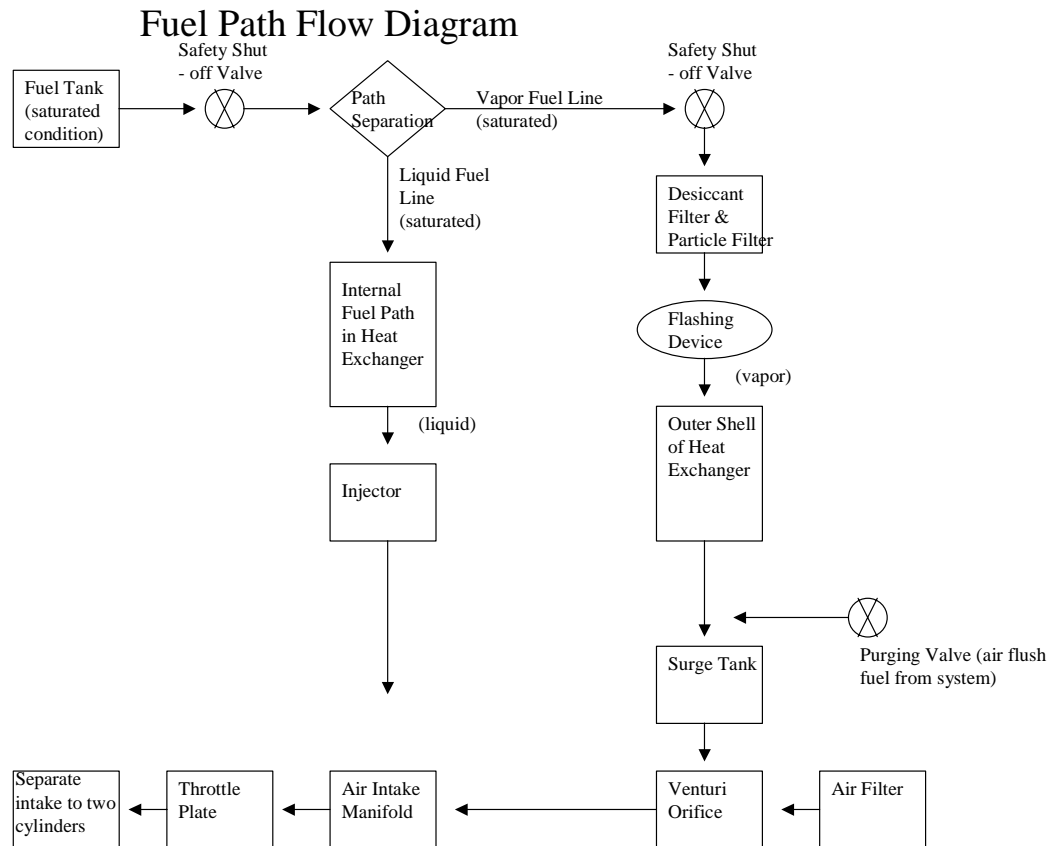 Fuel Path Flow Diagram
Safety Shut
- off Valve
Safety Shut
- off Valve
Fuel Tank
(saturated
condition)
Path
Separation
Vapor Fuel Line
(saturated)
Liquid Fuel
Line
(saturated)
Desiccant
Filter &
Particle Filter
Internal
Fuel Path
in Heat
Exchanger
Flashing
Device
(vapor)
(liquid)
Outer Shell
of Heat
Exchanger
Injector
Purging Valve (air flush
fuel from system)
Surge Tank
Separate
intake to two
cylinders
Throttle
Plate
Air Intake
Manifold
Venturi
Orifice
Air Filter